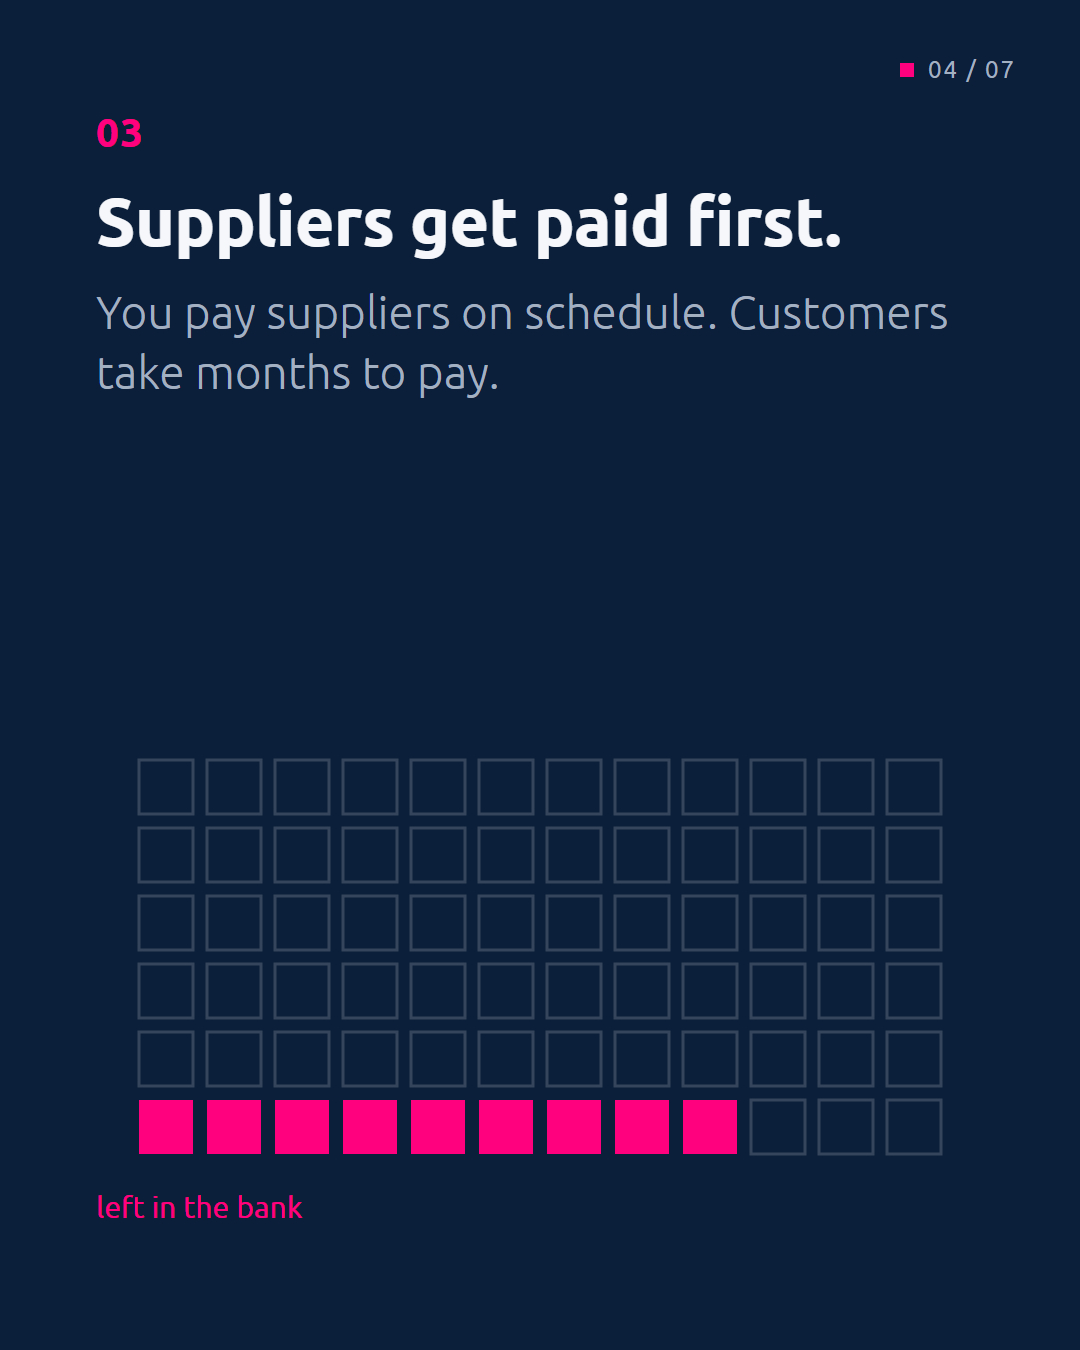 04 / 07
03
Suppliers get paid first.
You pay suppliers on schedule. Customers
take months to pay.
left in the bank